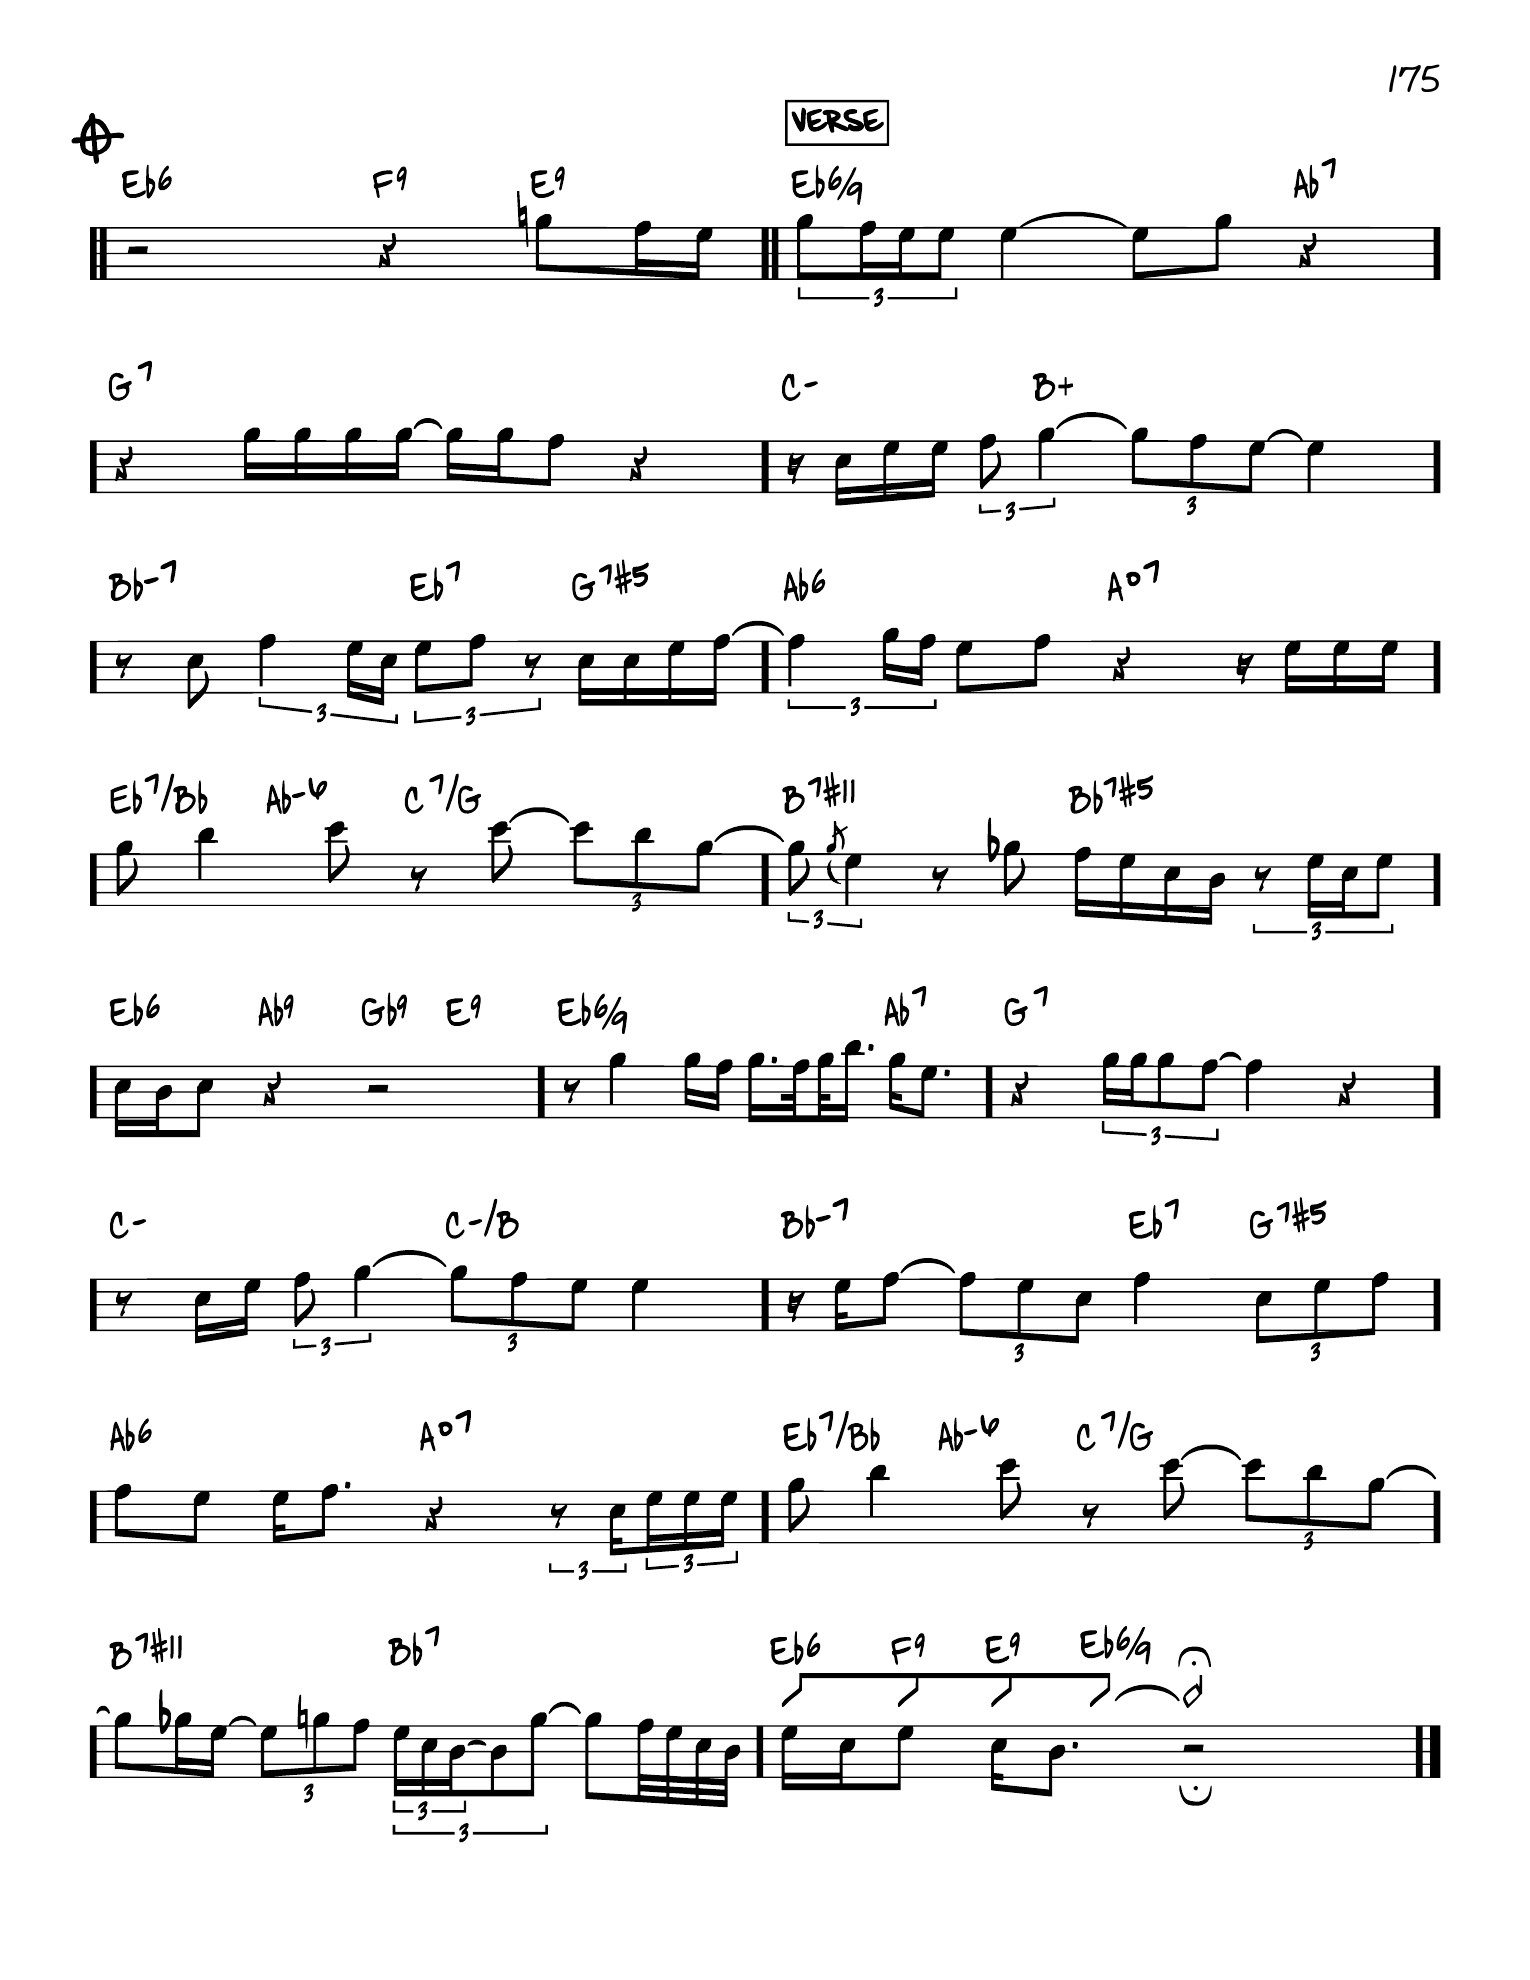 175
VERSE
Eb6 F9 E9 Eb6/9 Ab7
3
G7 C- B+
3 3
Bb-7 Eb7 G7#5 Ab6 Ao7
3 3 3
Eb7/Bb Ab-6 C7/G B7#11 Bb7#5
3 3 3
Eb6 Ab9 Gb9 E9 Eb6/9 Ab7 G7
3
C- C-/B Bb-7 Eb7 G7#5
3 3 3 3
Ab6 Ao7 Eb7/Bb Ab-6 C7/G
3 3 3
B7#11 Bb7 Eb6 F9 E9 Eb6/9
3 3
3